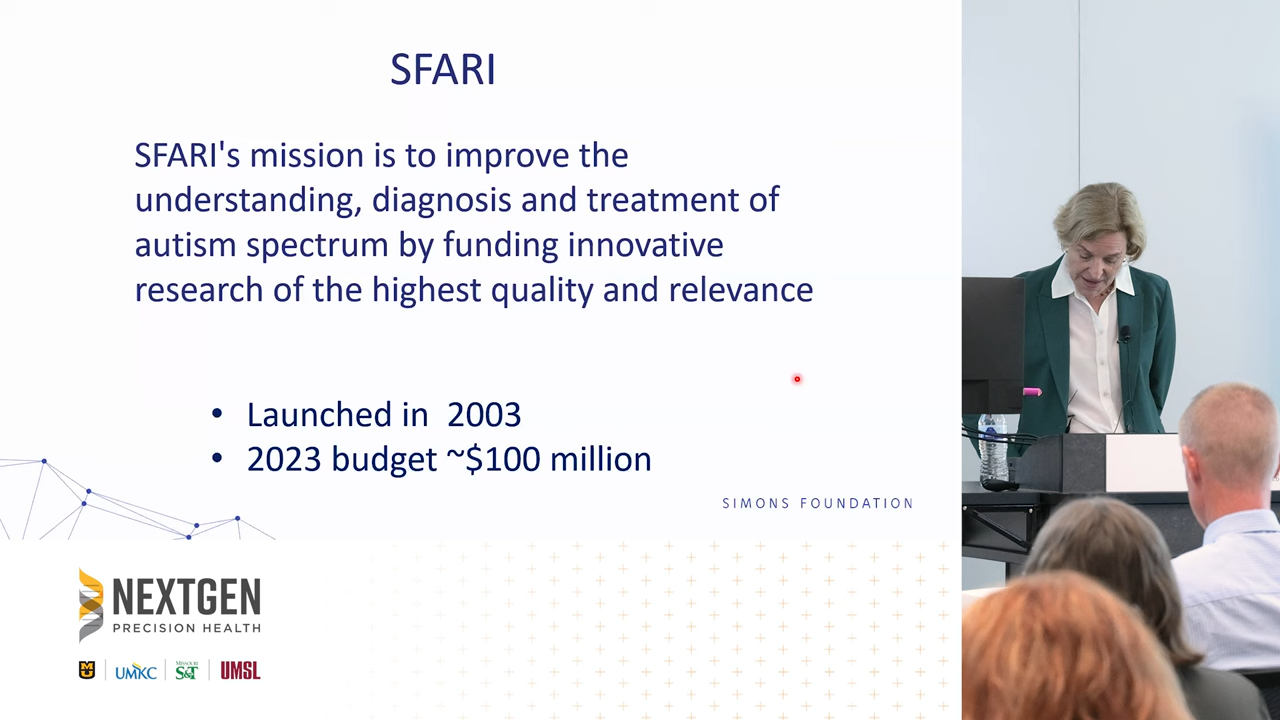 SFARI
SFARI's mission is to improve the
understanding, diagnosis and treatment of
autism spectrum by funding innovative
research of the highest quality and relevance
• Launched in 2003
• 2023 budget ~$100 million
SIMONS FOUNDATION
NEXTGEN
PRECISION HEALTH
MU
UMKC
MISSOURI
S&T
UMSL